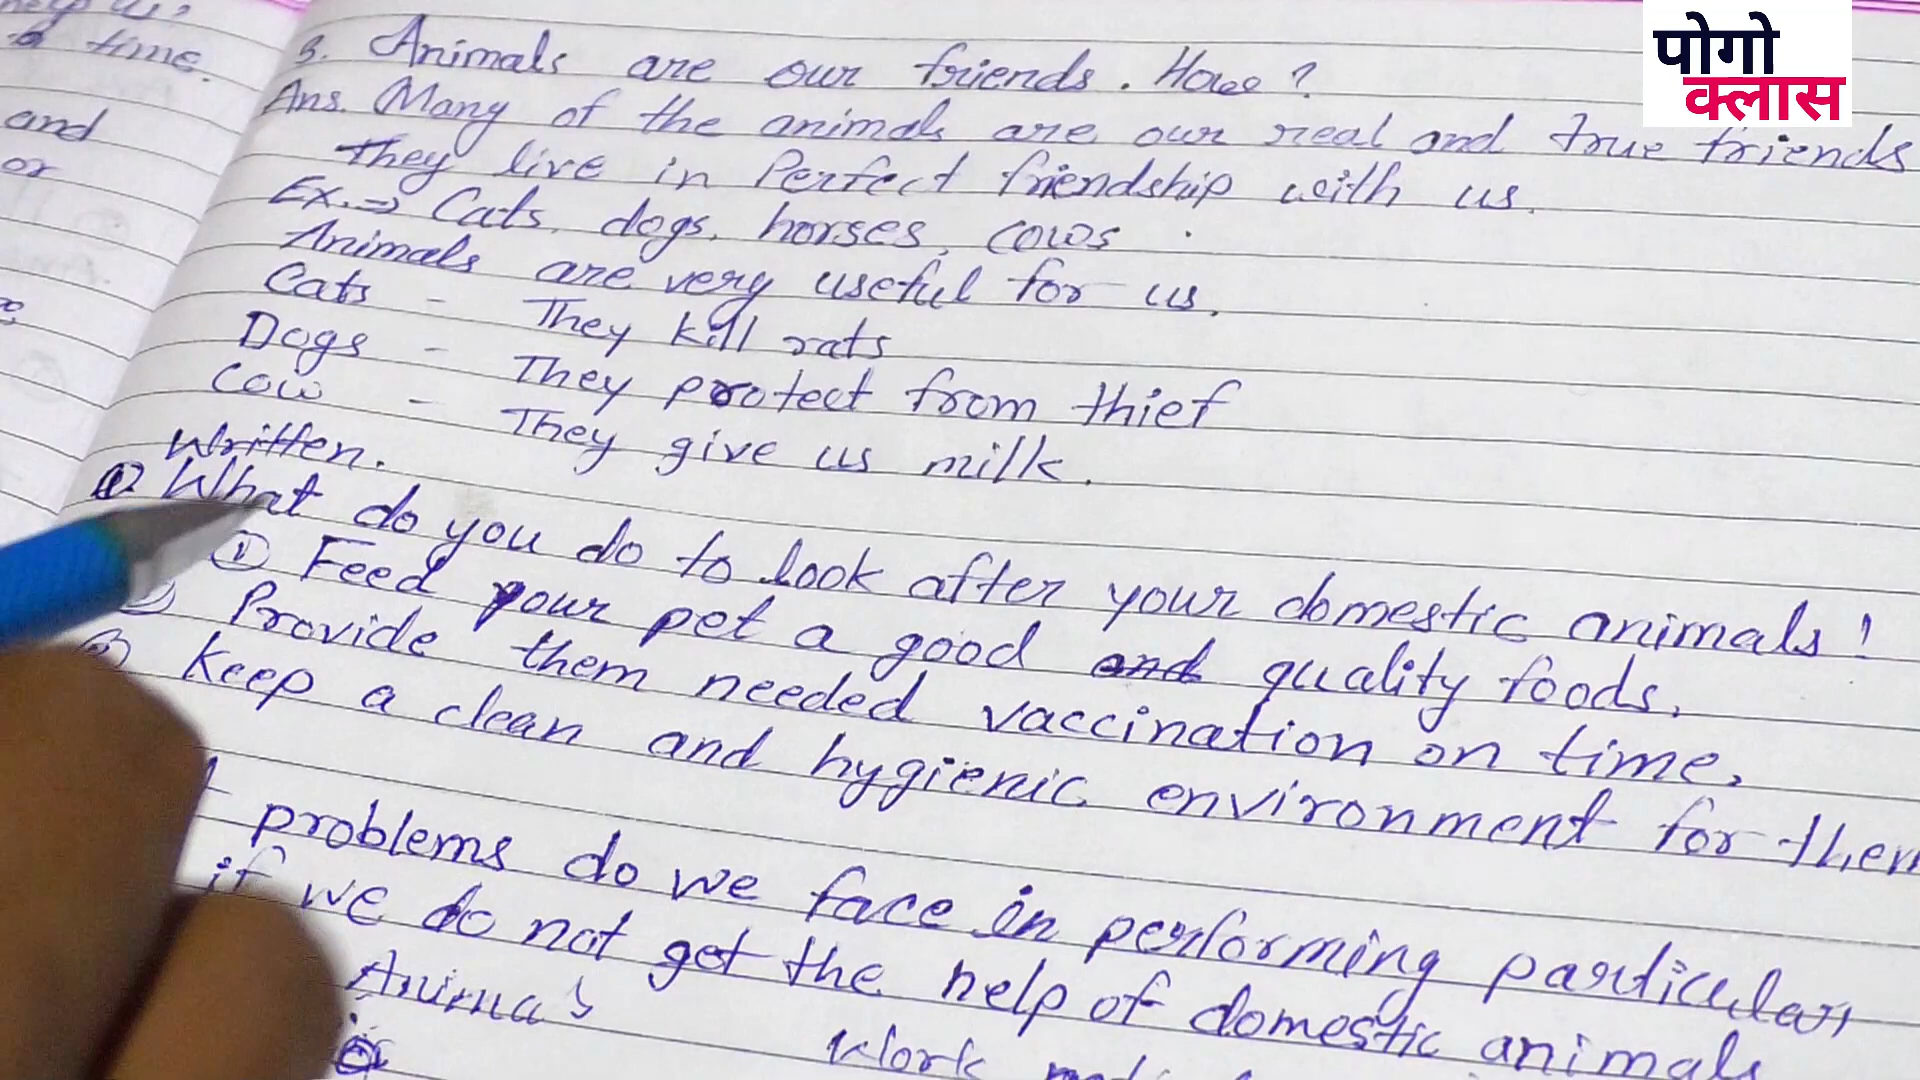 help us.
time.
and
or
पोगो
क्लास
3. Animals are our friends. How?
Ans. Many of the animals are our real and true friends
They live in Perfect friendship with us.
Ex.⇒ Cats, dogs, horses, cows.
Animals are very useful for us.
Cats - They kill rats
Dogs - They protect from thief
Cow - They give us milk.
Written.
What do you do to look after your domestic animals!
① Feed your pet a good and quality foods.
Provide them needed vaccination on time.
Keep a clean and hygienic environment for them
problems do we face in performing particular
if we do not get the help of domestic animals
Animals
Work